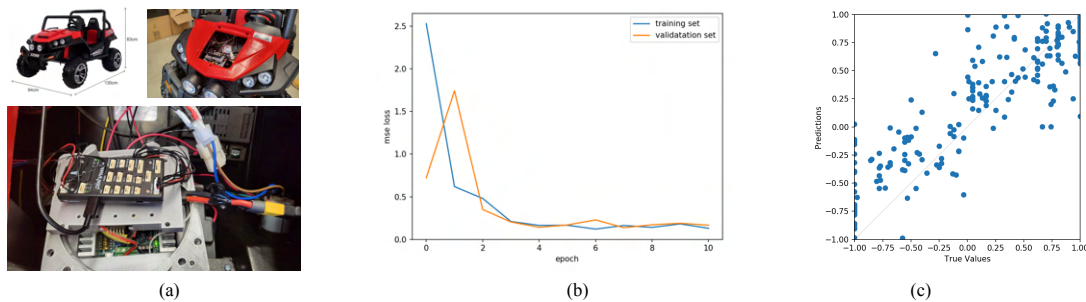 83cm
84cm
130cm
(a)
training set
validatation set
mse loss
2.5
2.0
1.5
1.0
0.5
0.0
0
2
4
6
8
10
epoch
(b)
Predictions
1.00
0.75
0.50
0.25
0.00
−0.25
−0.50
−0.75
−1.00
−1.00
−0.75
−0.50
−0.25
0.00
0.25
0.50
0.75
1.00
True Values
(c)